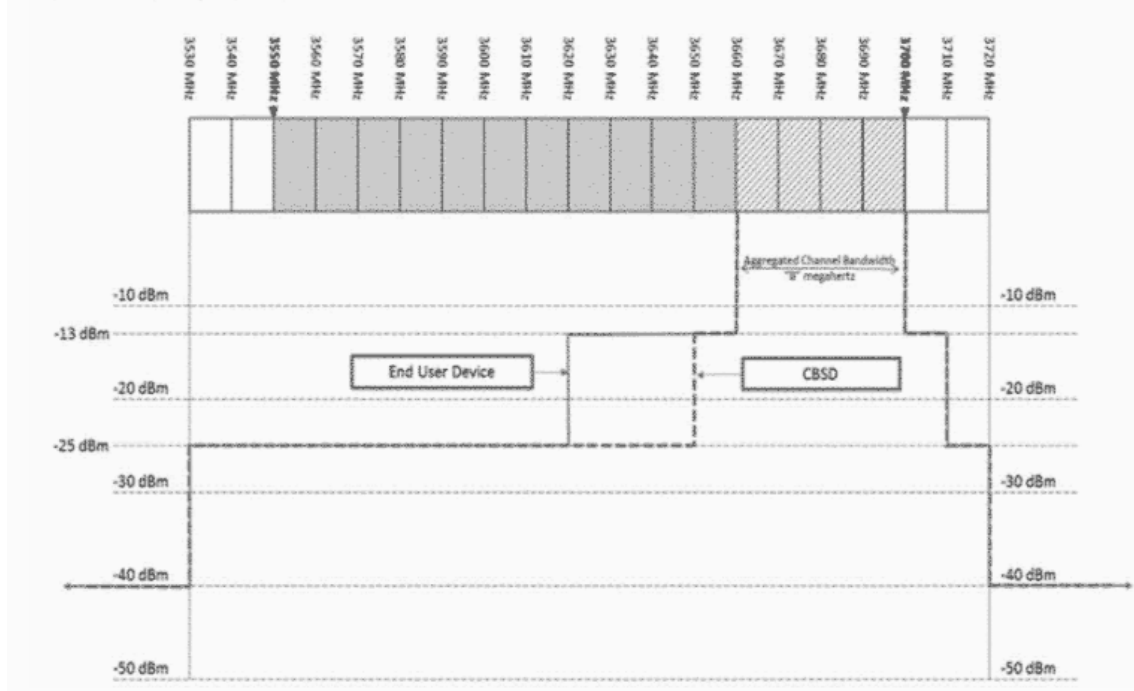 3530 MHz
3540 MHz
3550 MHz
3560 MHz
3570 MHz
3580 MHz
3590 MHz
3600 MHz
3610 MHz
3620 MHz
3630 MHz
3640 MHz
3650 MHz
3660 MHz
3670 MHz
3680 MHz
3690 MHz
3700 MHz
3710 MHz
3720 MHz
Aggregated Channel Bandwidth
"B" megahertz
-10 dBm
-10 dBm
-13 dBm
End User Device
CBSD
-20 dBm
-20 dBm
-25 dBm
-30 dBm
-30 dBm
-40 dBm
-40 dBm
-50 dBm
-50 dBm